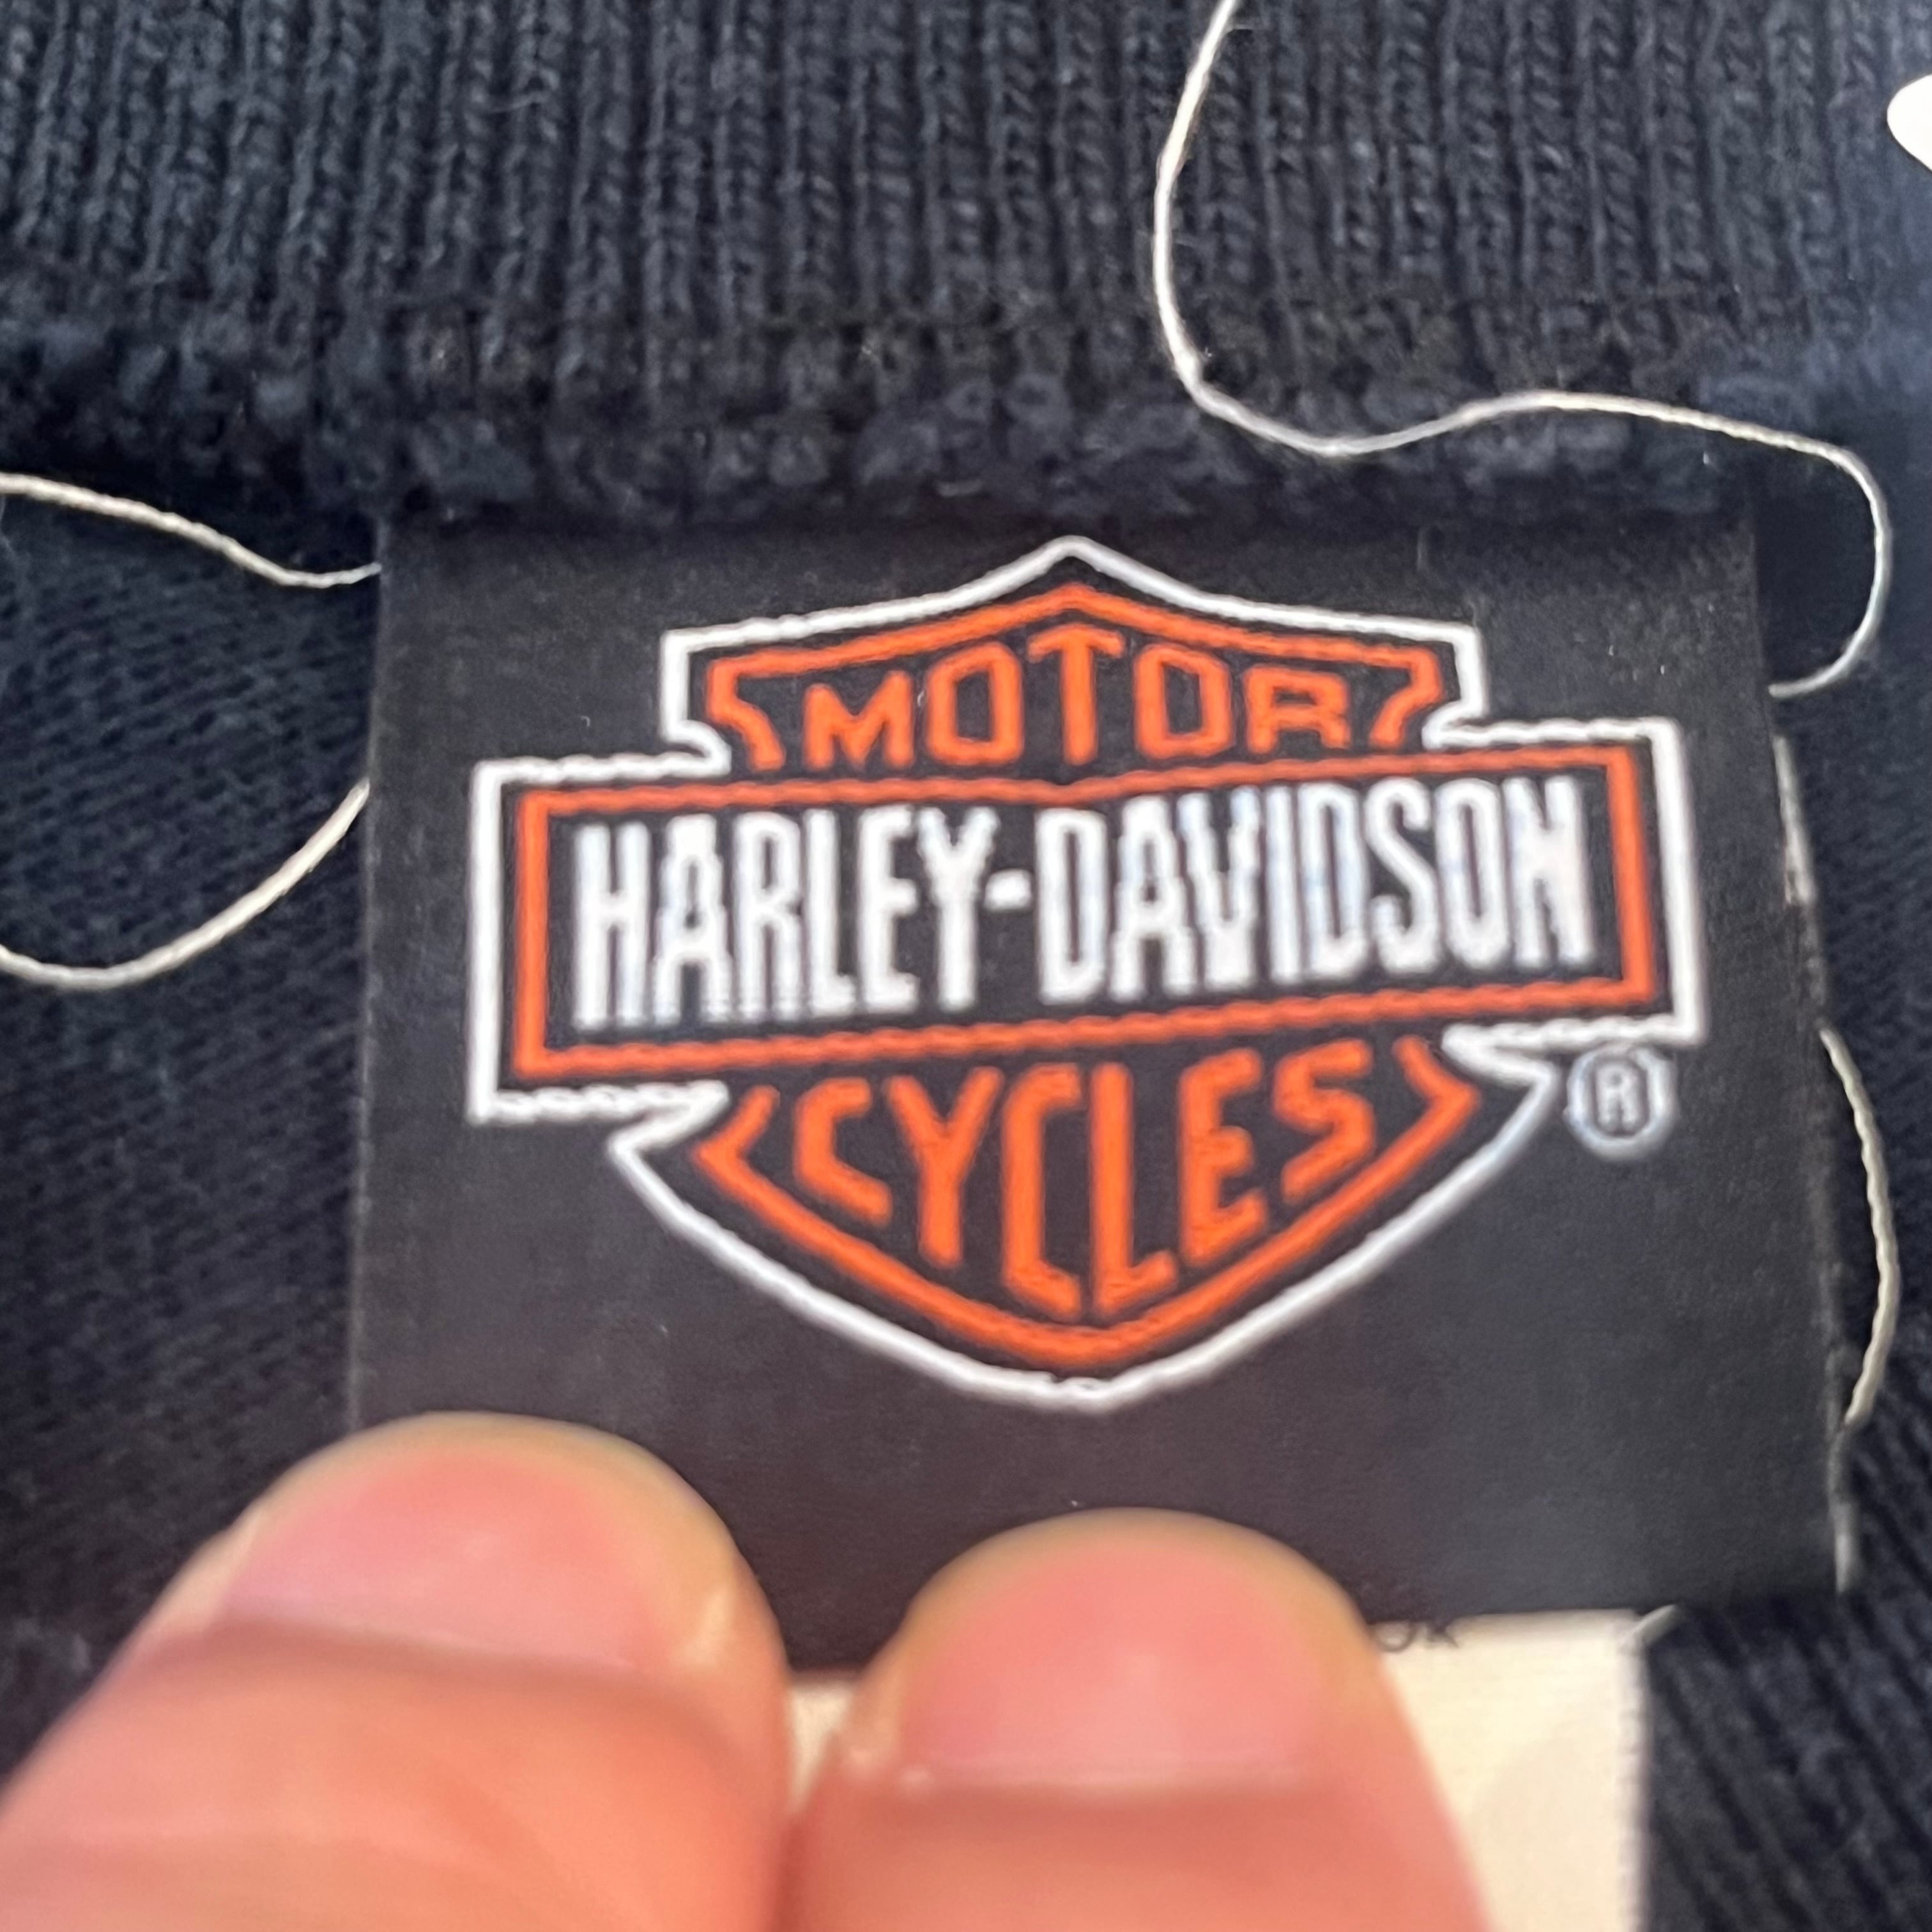 MOTOR
HARLEY-DAVIDSON
CYCLES
®